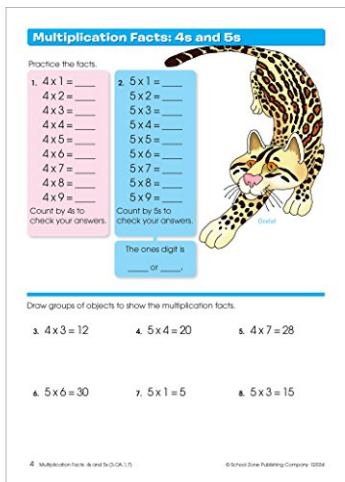 Multiplication Facts: 4s and 5s
Practice the facts.
1. 4 x 1 = ____
4 x 2 = ____
4 x 3 = ____
4 x 4 = ____
4 x 5 = ____
4 x 6 = ____
4 x 7 = ____
4 x 8 = ____
4 x 9 = ____
Count by 4s to
check your answers.
2. 5 x 1 = ____
5 x 2 = ____
5 x 3 = ____
5 x 4 = ____
5 x 5 = ____
5 x 6 = ____
5 x 7 = ____
5 x 8 = ____
5 x 9 = ____
Count by 5s to
check your answers.
The ones digit is
____ or ____.
Ocelot
Draw groups of objects to show the multiplication facts.
3. 4 x 3 = 12 4. 5 x 4 = 20 5. 4 x 7 = 28
6. 5 x 6 = 30 7. 5 x 1 = 5 8. 5 x 3 = 15
4 Multiplication facts: 4s and 5s (3.OA.1,7) © School Zone Publishing Company 02034